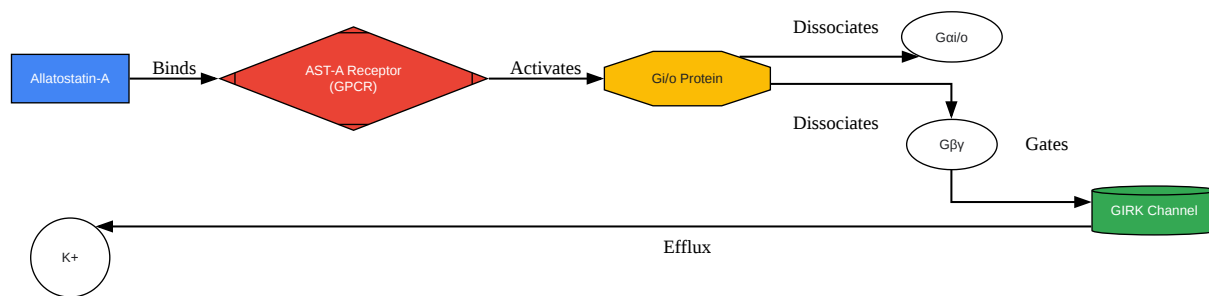 Dissociates
Gαi/o
Allatostatin-A
Binds
AST-A Receptor
(GPCR)
Activates
Gi/o Protein
Dissociates
Gβγ
Gates
GIRK Channel
Efflux
K+